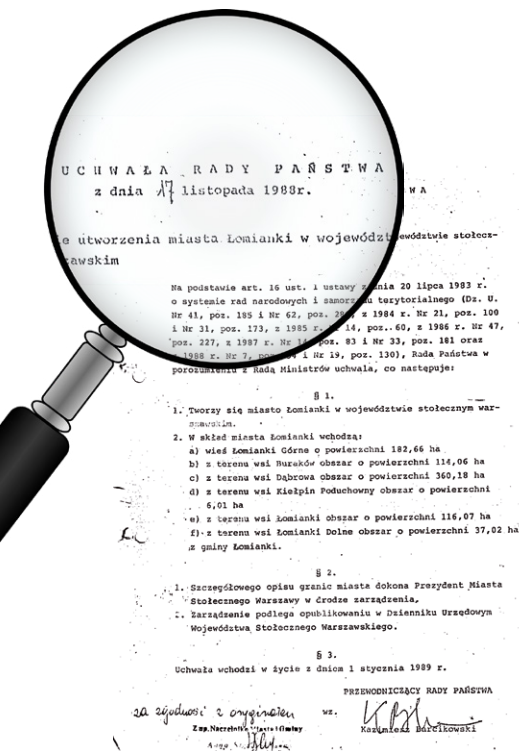 UCHWAŁA RADY PAŃSTWA
z dnia 17 listopada 1988r.
WA
utworzenia miasta Łomianki w województ ewództwie stołecz-
zawskim
Na podstawie art. 16 ust. 1 ustawy z dnia 20 lipca 1983 r.
o systemie rad narodowych i samorządu terytorialnego (Dz. U.
Nr 41, poz. 185 i Nr 62, poz. z 1984 r. Nr 21, poz. 100
i Nr 31, poz. 173, z 1985 r. Nr 14, poz. 60, z 1986 r. Nr 47,
poz. 227, z 1987 r. Nr poz. 83 i Nr 33, poz. 181 oraz
z 1988 r. Nr 7, poz. i Nr 19, poz. 130), Rada Państwa w
porozumieniu z Radą Ministrów uchwala, co następuje:
§ 1.
1. Tworzy się miasto Łomianki w województwie stołecznym war-
szawskim.
2. W skład miasta Łomianki wchodzą:
a) wieś Łomianki Górne o powierzchni 182,66 ha
b) z terenu wsi Buraków obszar o powierzchni 114,06 ha
c) z terenu wsi Dąbrowa obszar o powierzchni 360,18 ha
d) z terenu wsi Kiełpin Poduchowny obszar o powierzchni
6,01 ha
e) z terenu wsi Łomianki obszar o powierzchni 116,07 ha
f) z terenu wsi Łomianki Dolne obszar o powierzchni 37,02 ha
z gminy Łomianki.
§ 2.
1. Szczegółowego opisu granic miasta dokona Prezydent Miasta
Stołecznego Warszawy w drodze zarządzenia,
2. Zarządzenie podlega opublikowaniu w Dzienniku Urzędowym
Województwa Stołecznego Warszawskiego.
§ 3.
Uchwała wchodzi w życie z dniem 1 stycznia 1989 r.
PRZEWODNICZĄCY RADY PAŃSTWA
za zgodność z oryginałem wz.
Kazimierz Barcikowski
Z up. Naczelnika Miasta i Gminy